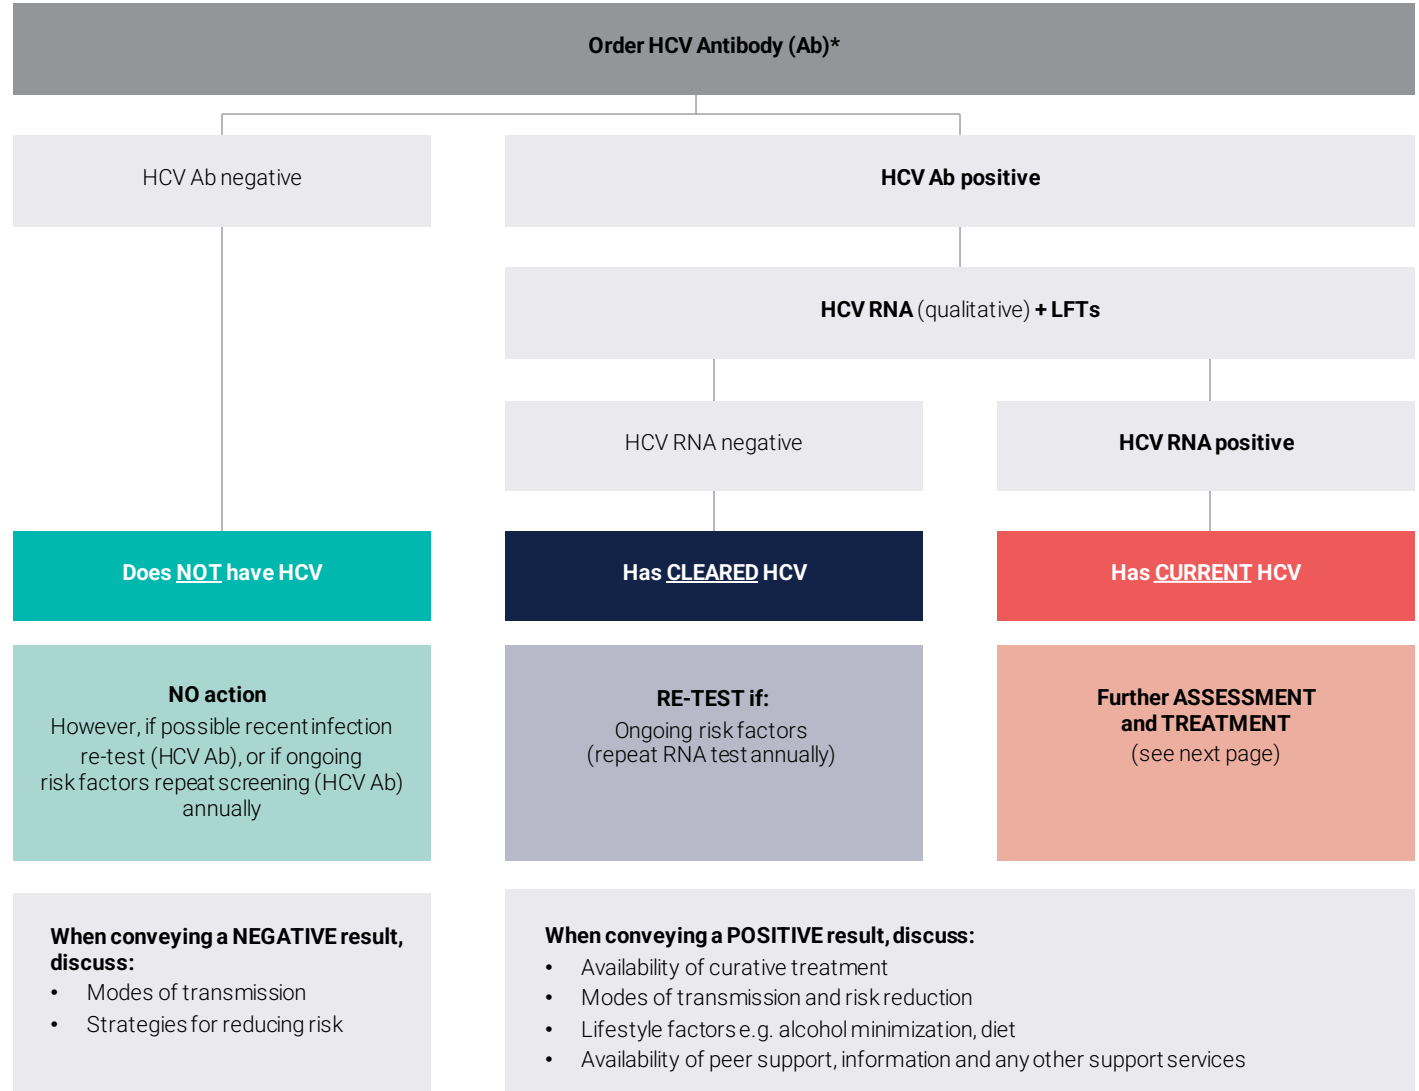 Order HCV Antibody (Ab)*
HCV Ab negative
HCV Ab positive
HCV RNA (qualitative) + LFTs
HCV RNA negative
HCV RNA positive
Does NOT have HCV
Has CLEARED HCV
Has CURRENT HCV
NO action
However, if possible recent infection
re-test (HCV Ab), or if ongoing
risk factors repeat screening (HCV Ab)
annually
RE-TEST if:
Ongoing risk factors
(repeat RNA test annually)
Further ASSESSMENT
and TREATMENT
(see next page)
When conveying a NEGATIVE result,
discuss:
• Modes of transmission
• Strategies for reducing risk
When conveying a POSITIVE result, discuss:
• Availability of curative treatment
• Modes of transmission and risk reduction
• Lifestyle factors e.g. alcohol minimization, diet
• Availability of peer support, information and any other support services